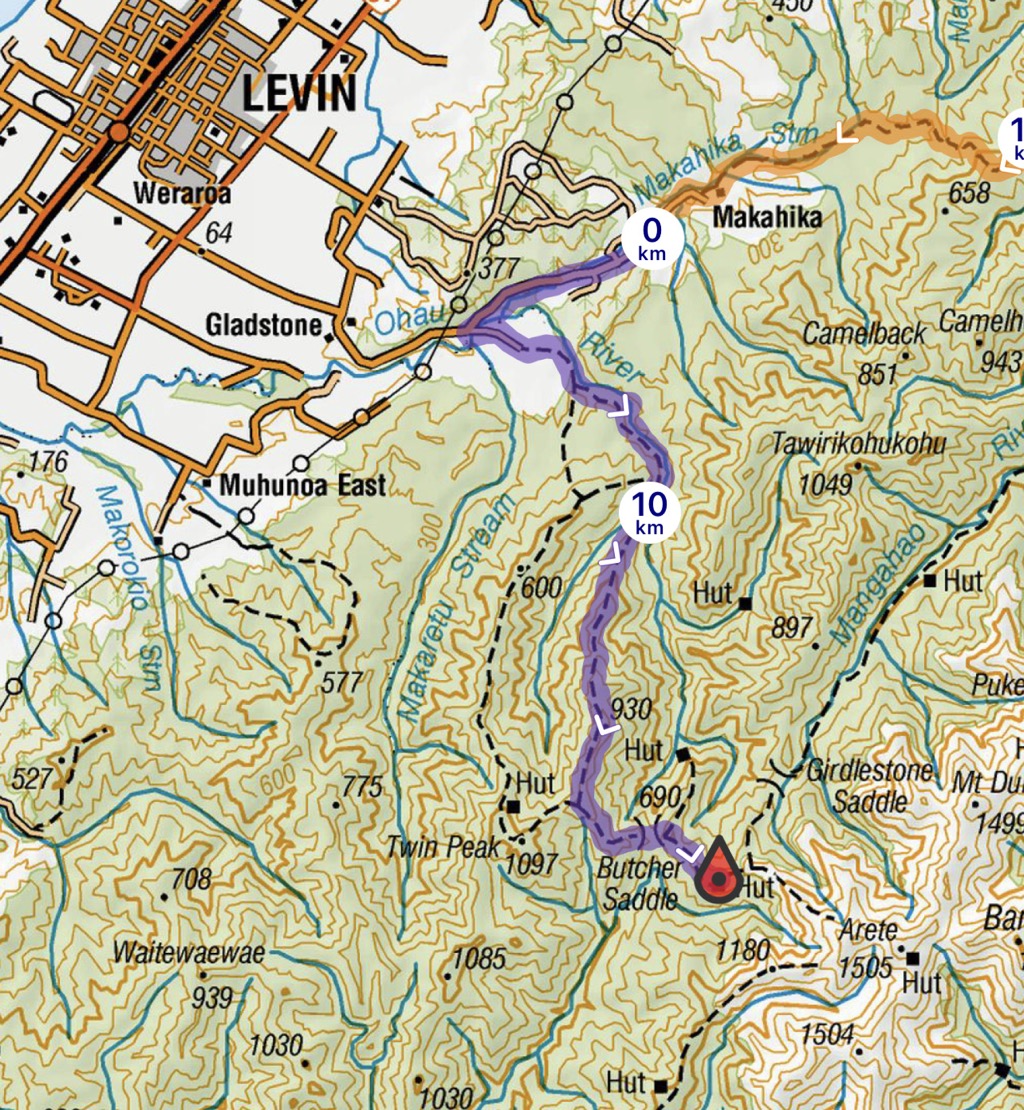 450
LEVIN
Makahika Stm
1
k
Weraroa
658
Makahika
64
0
km
377
Gladstone
Ohau
River
Camelback
851
Camelh
943
Tawirikohukohu
1049
176
Muhunoa East
10
km
Makorokio Stm
300
300
Makaretu Stream
600
Hut
897
Mangahao
Hut
577
930
Puke
Hut
527
600
775
Hut
690
Girdlestone
Saddle
Mt Du
1499
Twin Peak
1097
Butcher
Saddle
Hut
708
Waitewaewae
939
1085
1180
Arete
1505
Hut
Ba
1030
1504
Hut
1030